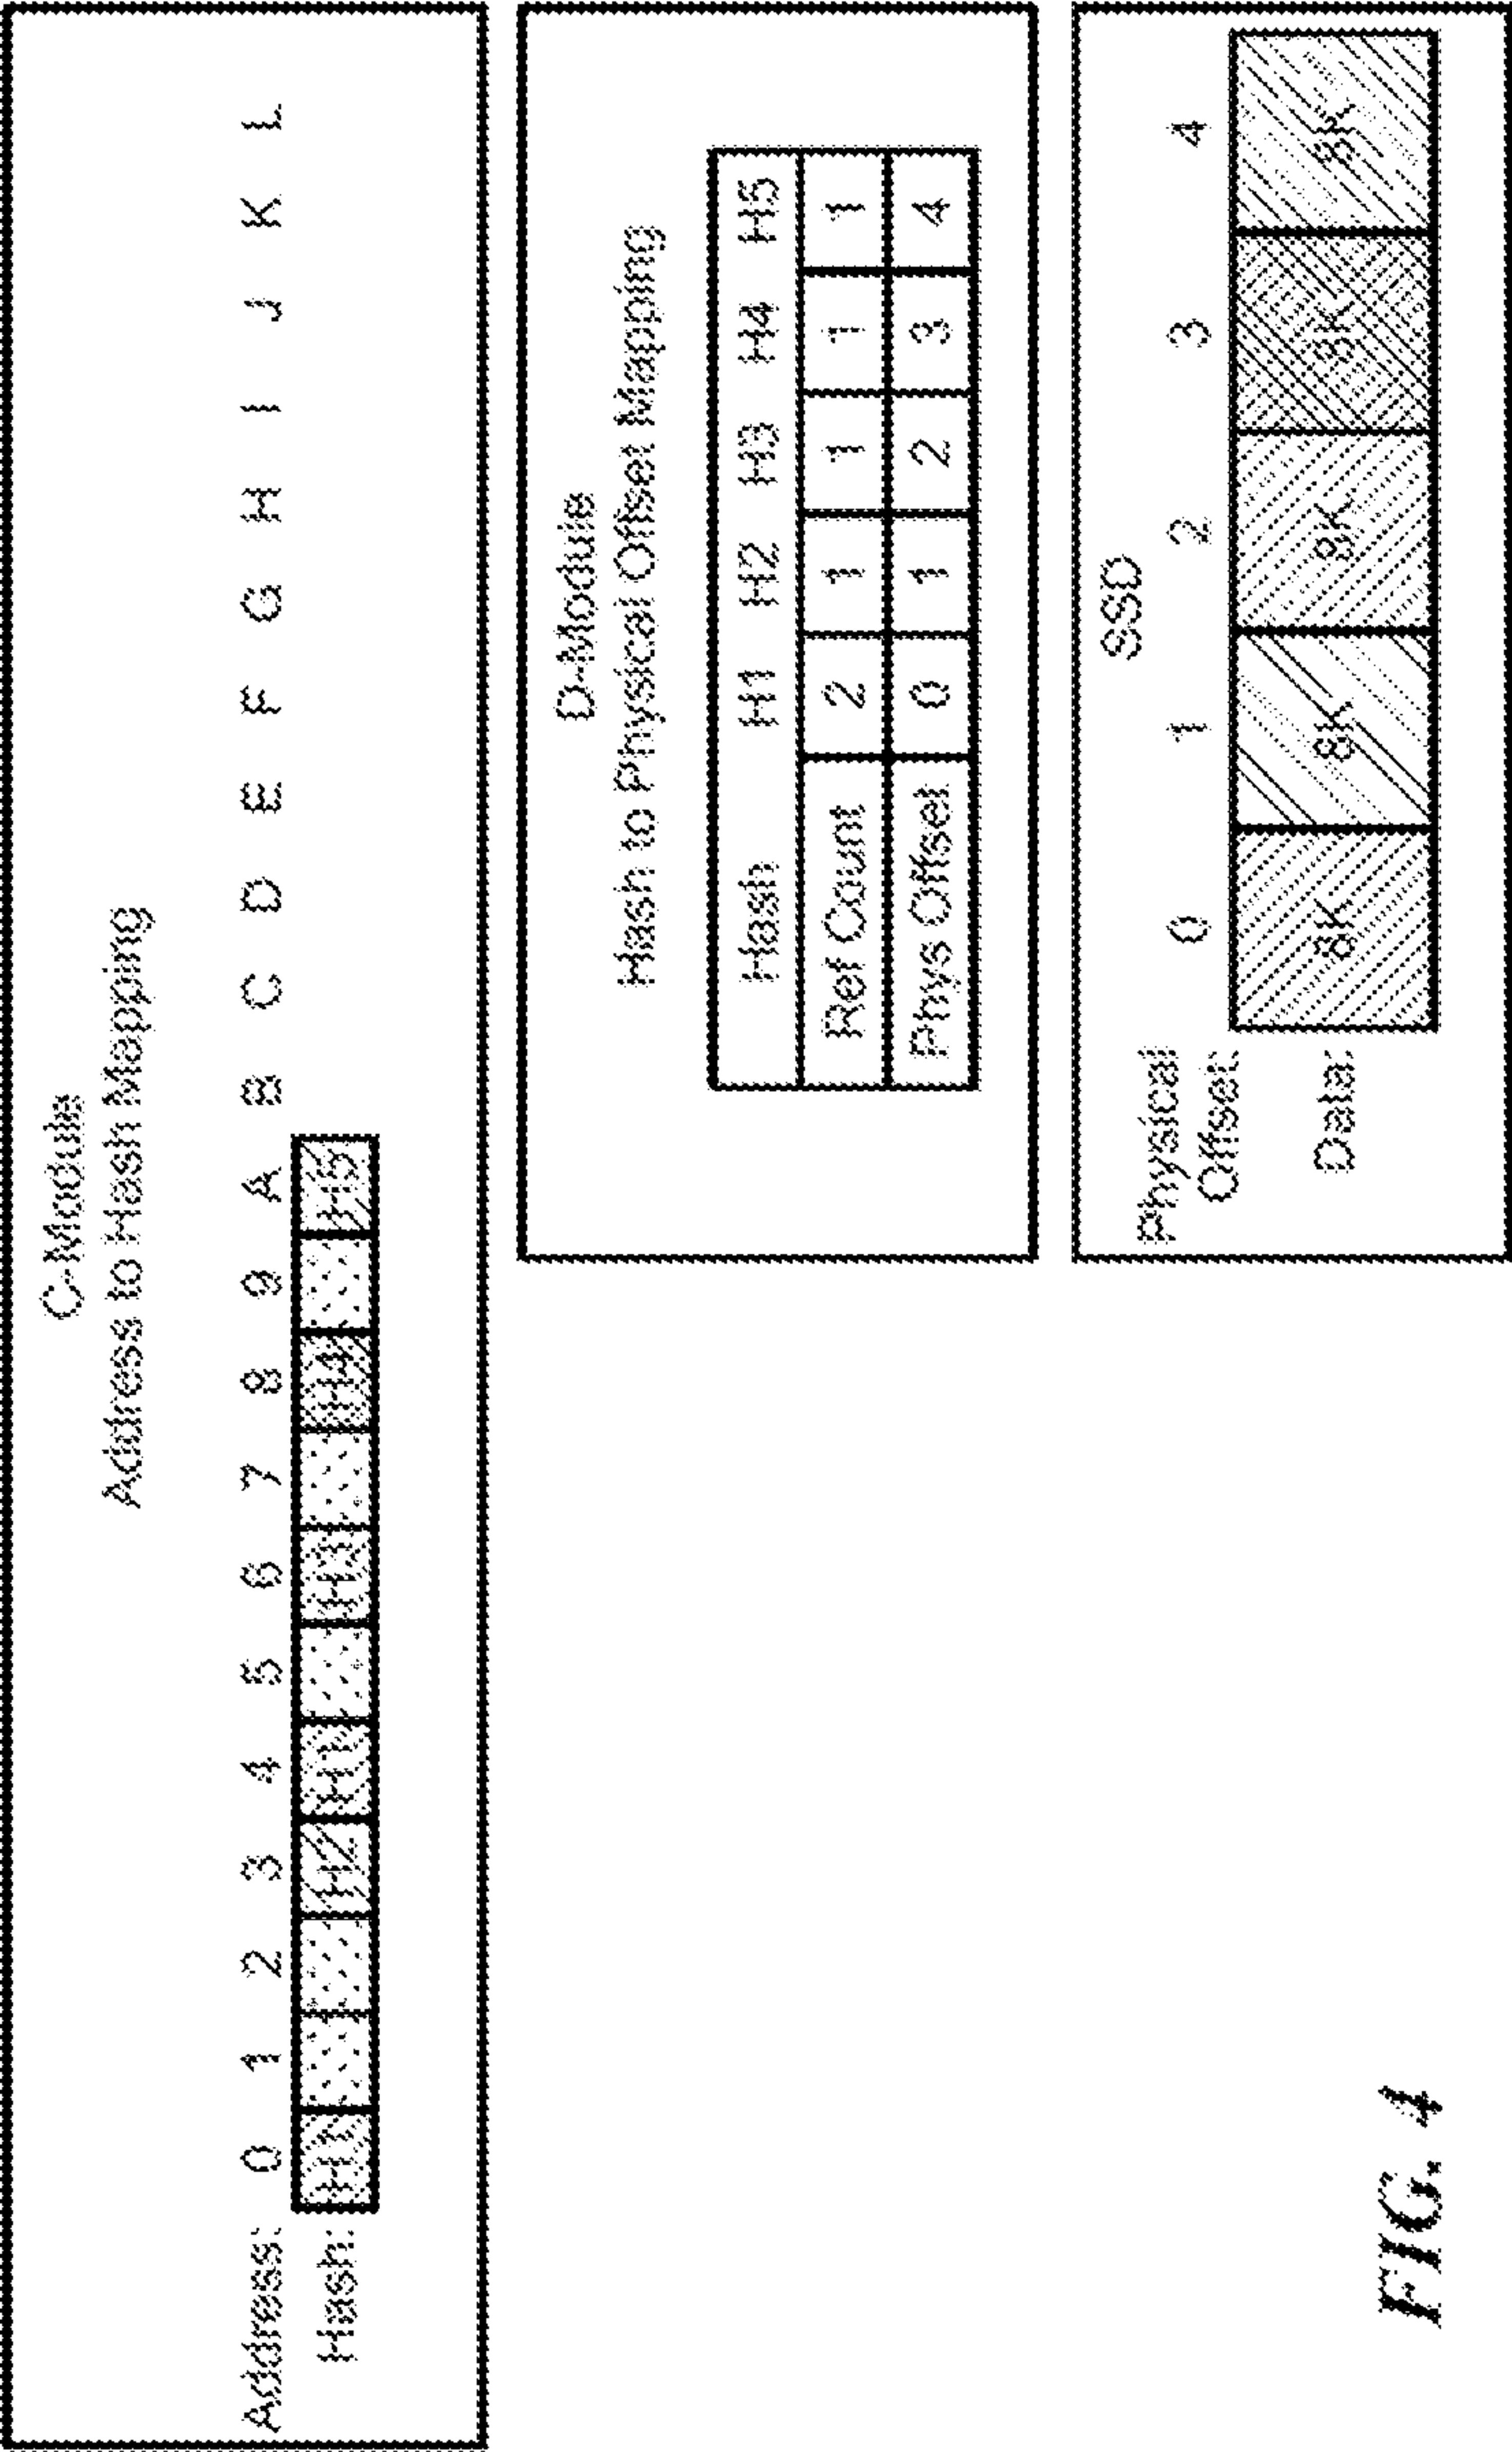 C-Module
Address to Hash Mapping
Address: 0 1 2 3 4 5 6 7 8 9 A B C D E F G H I J K L
Hash: H1 H2 H1 H3 H4 H5
D-Module
Hash to Physical Offset Mapping
Hash H1 H2 H3 H4 H5
Ref Count 2 1 1 1 1
Phys Offset 0 1 2 3 4
SSD
Physical
Offset: 0 1 2 3 4
Data: 8K 8K 8K 8K 8K
FIG. 4